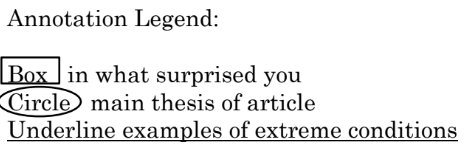 Annotation Legend:
Box in what surprised you
Circle main thesis of article
Underline examples of extreme conditions